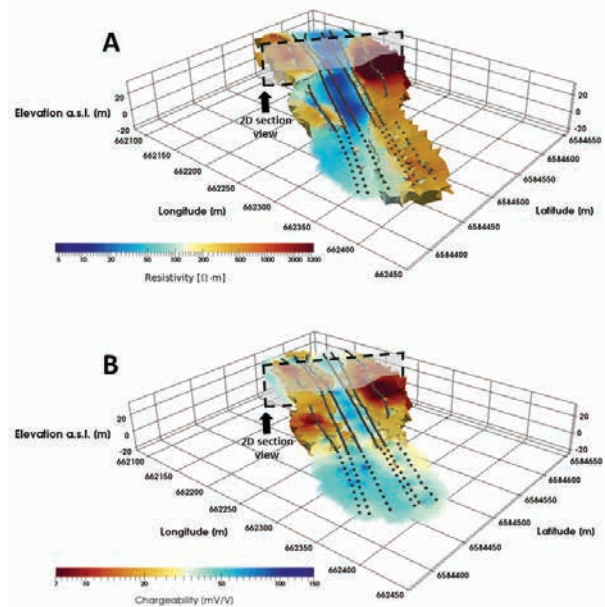 A
20
0
-20
Elevation a.s.l. (m)
20
0
-20
662100
662150
662200
662250
662300
662350
662400
662450
2D section
view
Longitude (m)
Latitude (m)
6584650
6584600
6584550
6584500
6584450
6584400
5 10 20 50 100 200 500 1000 2000 3200
Resistivity [Ω·m]
B
20
0
-20
Elevation a.s.l. (m)
20
0
-20
662100
662150
662200
662250
662300
662350
662400
662450
2D section
view
Longitude (m)
Latitude (m)
6584650
6584600
6584550
6584500
6584450
6584400
10 20 50 100 150
Chargeability (mV/V)